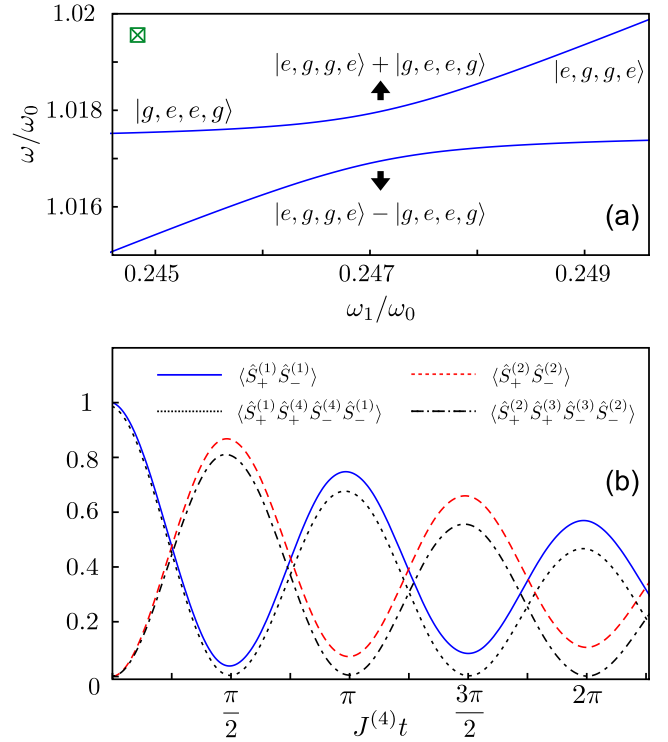 1.02
|e, g, g, e⟩ + |g, e, e, g⟩
|e, g, g, e⟩
|g, e, e, g⟩
1.018
ω/ω₀
1.016
|e, g, g, e⟩ − |g, e, e, g⟩
(a)
0.245 0.247 0.249
ω₁/ω₀
⟨Ŝ₊⁽¹⁾Ŝ₋⁽¹⁾⟩ ⟨Ŝ₊⁽²⁾Ŝ₋⁽²⁾⟩
⟨Ŝ₊⁽¹⁾Ŝ₊⁽⁴⁾Ŝ₋⁽⁴⁾Ŝ₋⁽¹⁾⟩ ⟨Ŝ₊⁽²⁾Ŝ₊⁽³⁾Ŝ₋⁽³⁾Ŝ₋⁽²⁾⟩
1
0.8
(b)
0.6
0.4
0.2
0
π/2 π 3π/2 2π
J⁽⁴⁾t